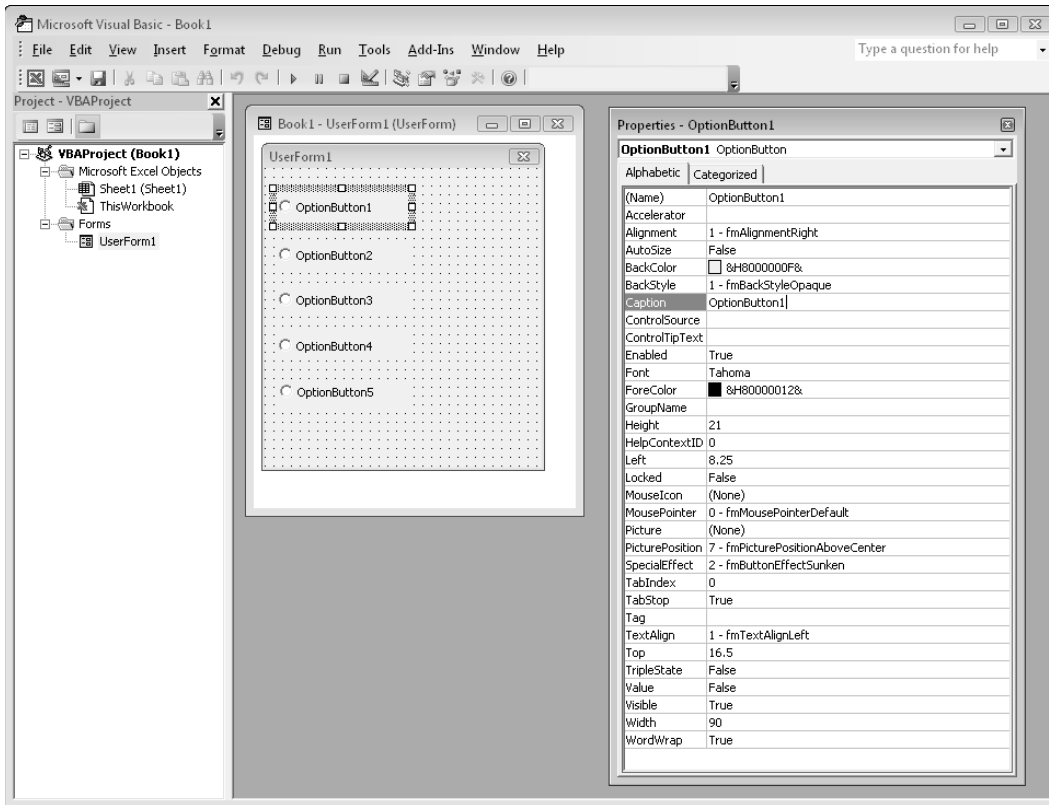 Microsoft Visual Basic - Book1
File Edit View Insert Format Debug Run Tools Add-Ins Window Help
Type a question for help
Project - VBAProject
VBAProject (Book1)
Microsoft Excel Objects
Sheet1 (Sheet1)
ThisWorkbook
Forms
UserForm1
Book1 - UserForm1 (UserForm)
UserForm1
OptionButton1
OptionButton2
OptionButton3
OptionButton4
OptionButton5
Properties - OptionButton1
OptionButton1 OptionButton
Alphabetic Categorized
(Name) OptionButton1
Accelerator
Alignment 1 - fmAlignmentRight
AutoSize False
BackColor &H8000000F&
BackStyle 1 - fmBackStyleOpaque
Caption OptionButton1
ControlSource
ControlTipText
Enabled True
Font Tahoma
ForeColor &H80000012&
GroupName
Height 21
HelpContextID 0
Left 8.25
Locked False
MouseIcon (None)
MousePointer 0 - fmMousePointerDefault
Picture (None)
PicturePosition 7 - fmPicturePositionAboveCenter
SpecialEffect 2 - fmButtonEffectSunken
TabIndex 0
TabStop True
Tag
TextAlign 1 - fmTextAlignLeft
Top 16.5
TripleState False
Value False
Visible True
Width 90
WordWrap True